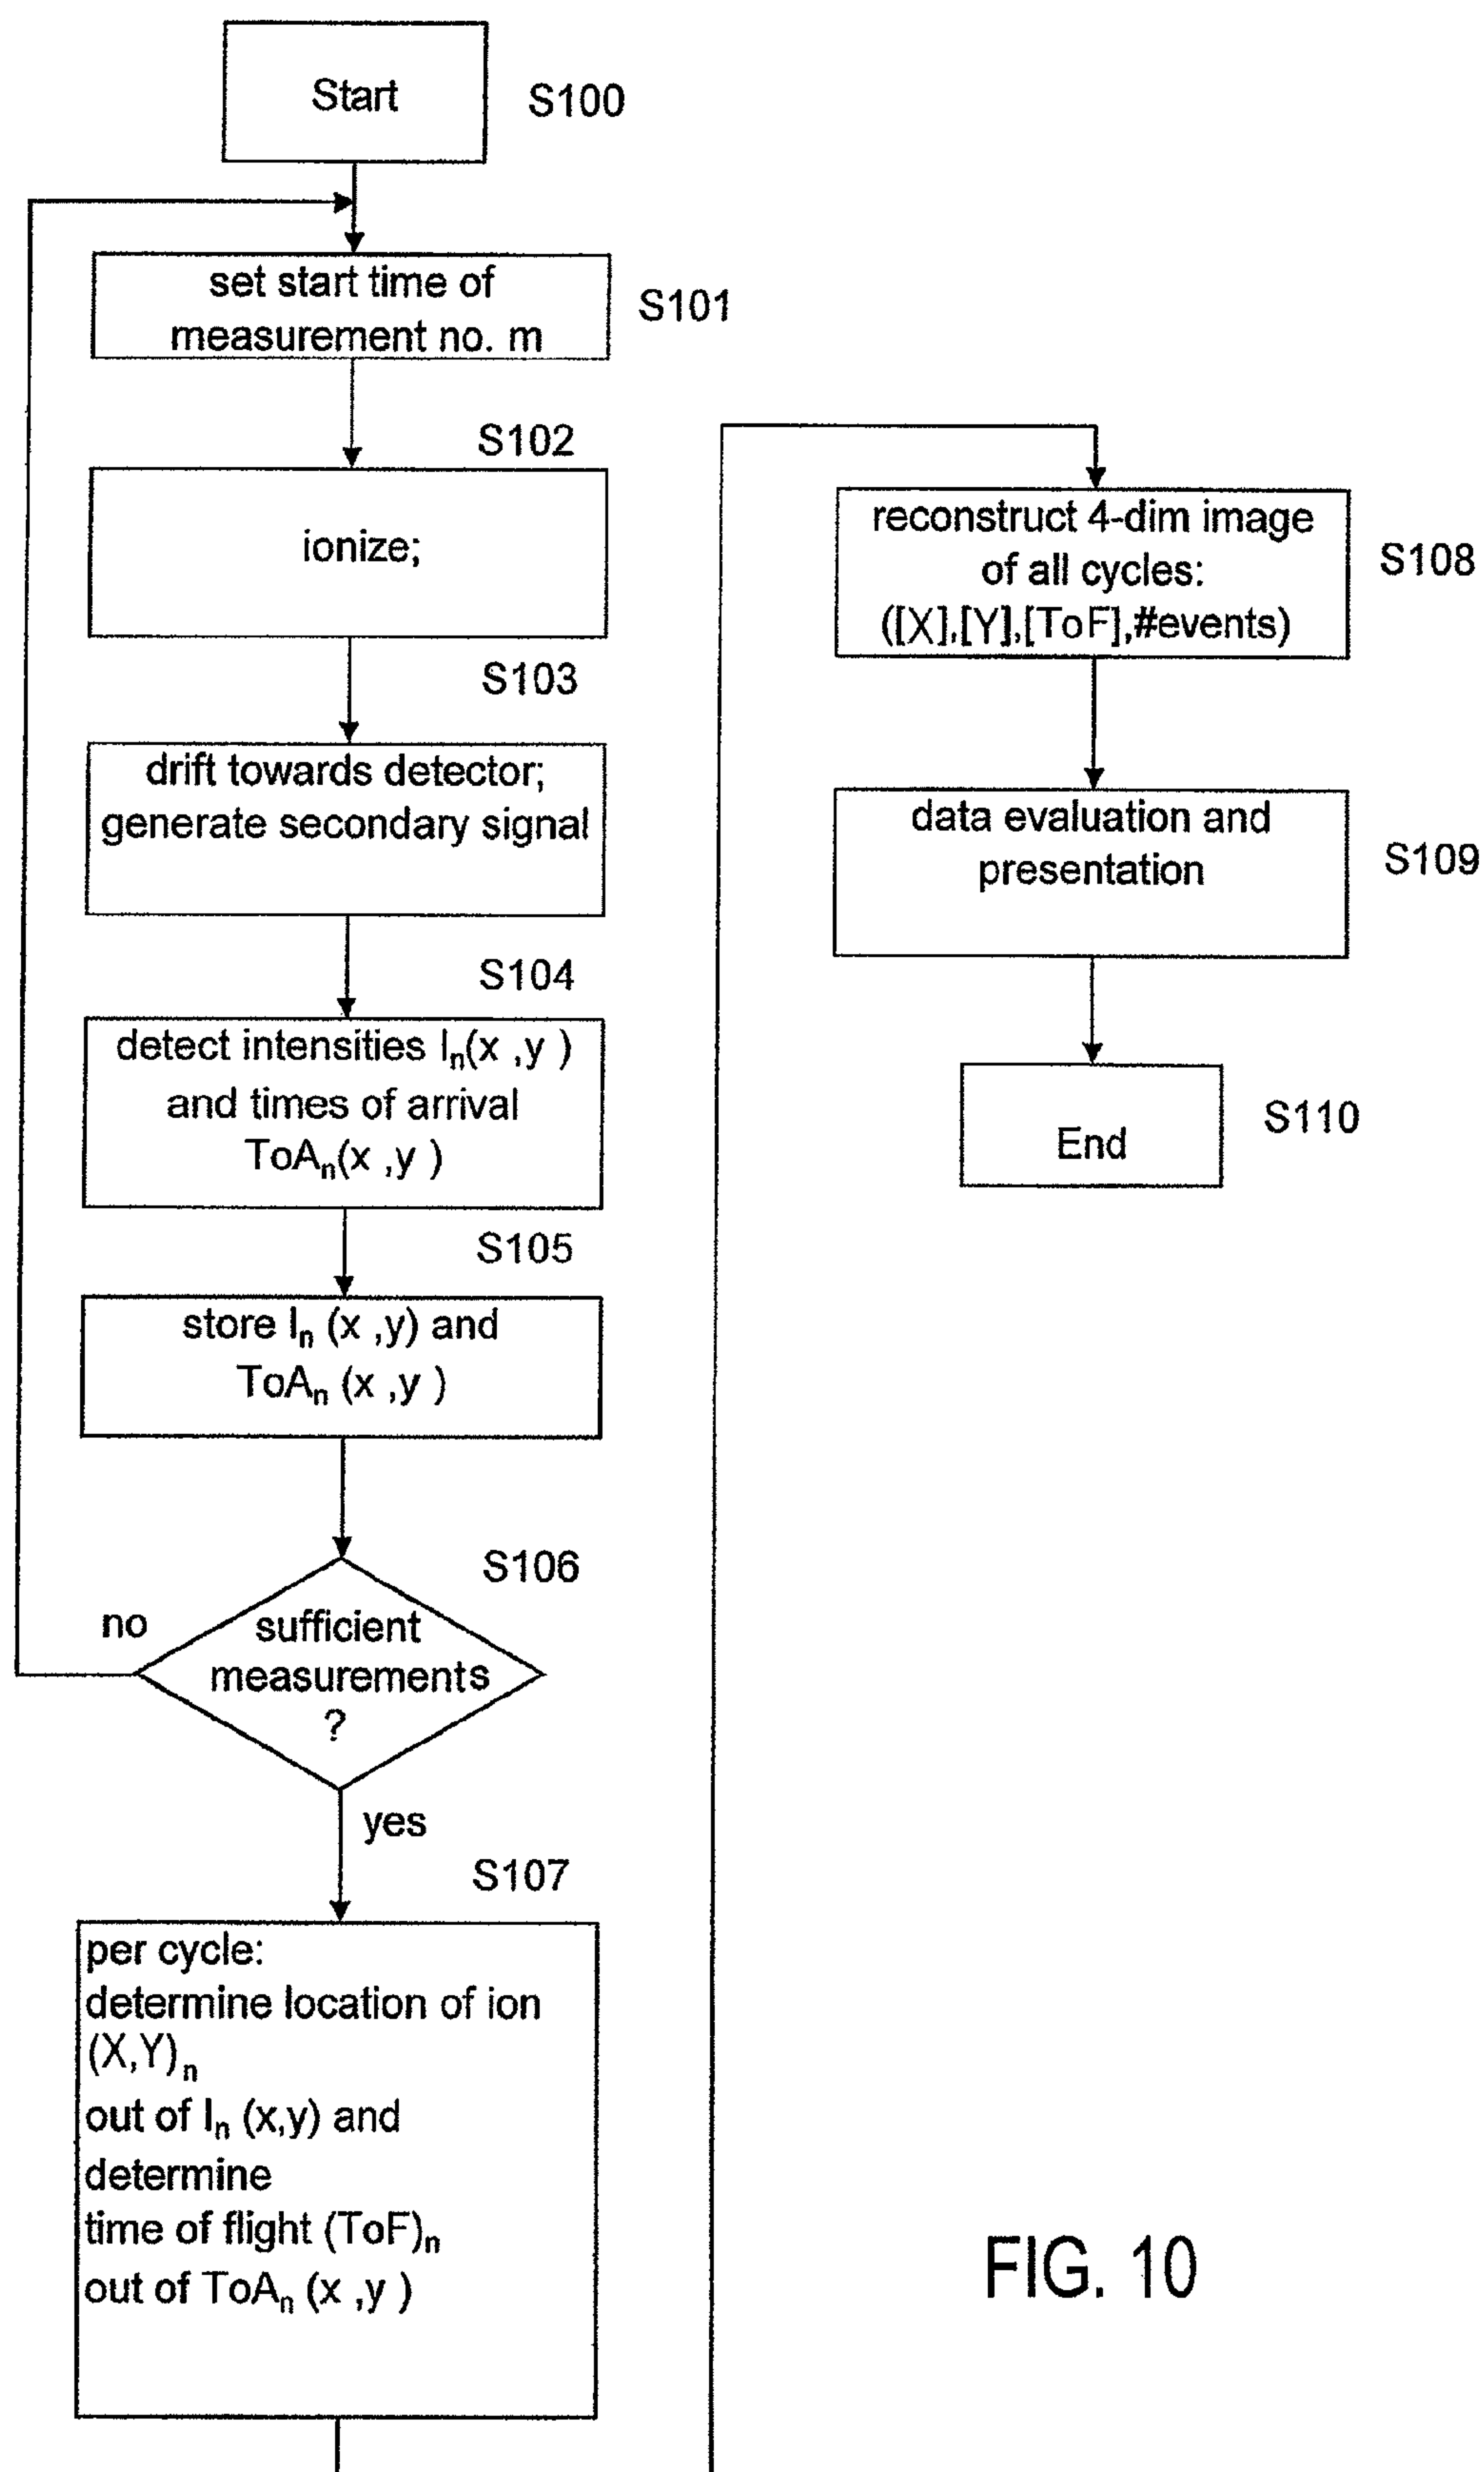 Start
S100
set start time of
measurement no. m
S101
S102
ionize;
S103
drift towards detector;
generate secondary signal
S104
detect intensities Iₙ(x ,y )
and times of arrival
ToAₙ(x ,y )
S105
store Iₙ (x ,y) and
ToAₙ (x ,y )
S106
no
sufficient
measurements
?
yes
S107
per cycle:
determine location of ion
(X,Y)ₙ
out of Iₙ (x,y) and
determine
time of flight (ToF)ₙ
out of ToAₙ (x ,y )
reconstruct 4-dim image
of all cycles:
([X],[Y],[ToF],#events)
S108
data evaluation and
presentation
S109
End
S110
FIG. 10